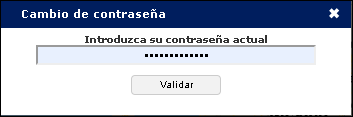 Cambio de contraseña
Introduzca su contraseña actual
•••••••••••••
Validar